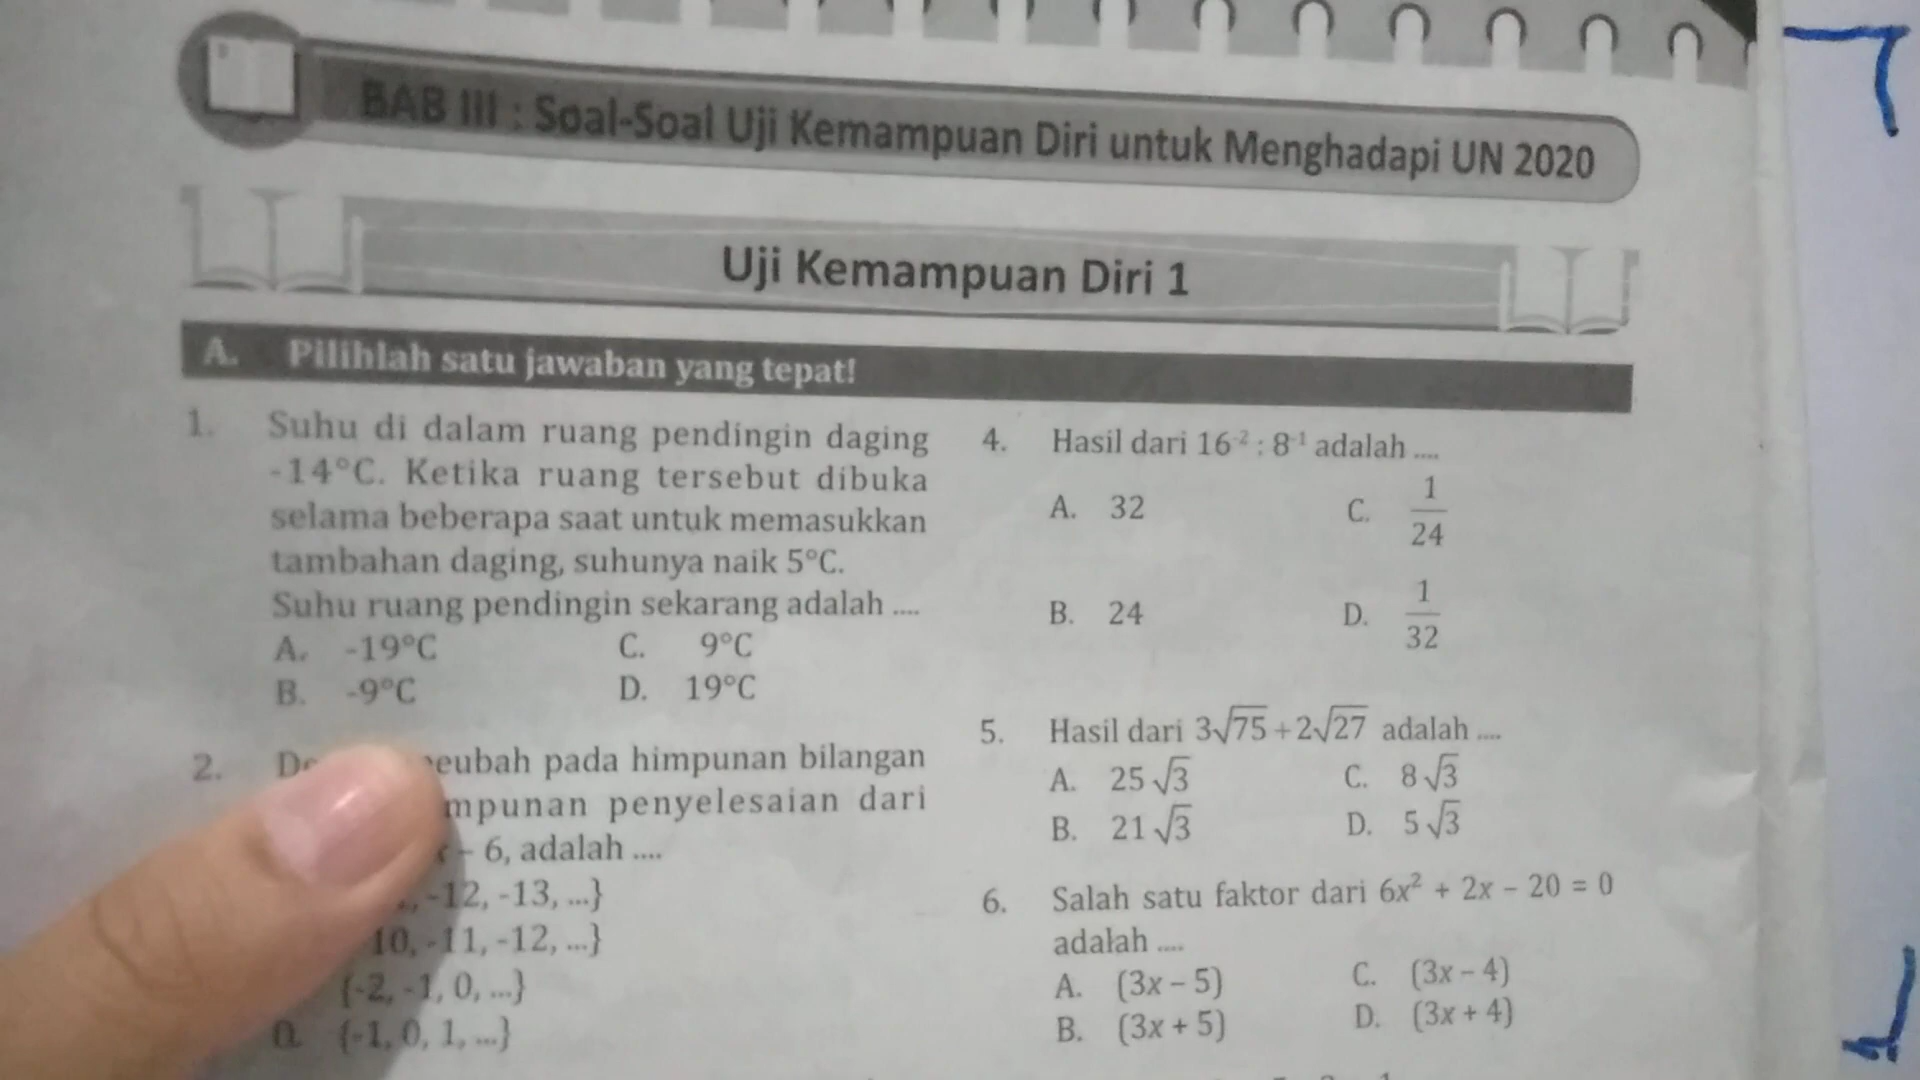 BAB III : Soal-Soal Uji Kemampuan Diri untuk Menghadapi UN 2020
Uji Kemampuan Diri 1
A. Pilihlah satu jawaban yang tepat!
1. Suhu di dalam ruang pendingin daging
-14°C. Ketika ruang tersebut dibuka
selama beberapa saat untuk memasukkan
tambahan daging, suhunya naik 5°C.
Suhu ruang pendingin sekarang adalah ....
A. -19°C C. 9°C
B. -9°C D. 19°C
2. pada himpunan bilangan
penyelesaian dari
- 6, adalah ....
-12, -13, ...}
10, -11, -12, ...}
{-2, -1, 0, ...}
D. {-1, 0, 1, ...}
4. Hasil dari 16⁻² : 8⁻¹ adalah ....
A. 32 C. 1/24
B. 24 D. 1/32
5. Hasil dari 3√75 + 2√27 adalah ....
A. 25√3 C. 8√3
B. 21√3 D. 5√3
6. Salah satu faktor dari 6x² + 2x – 20 = 0
adalah ....
A. (3x – 5) C. (3x – 4)
B. (3x + 5) D. (3x + 4)